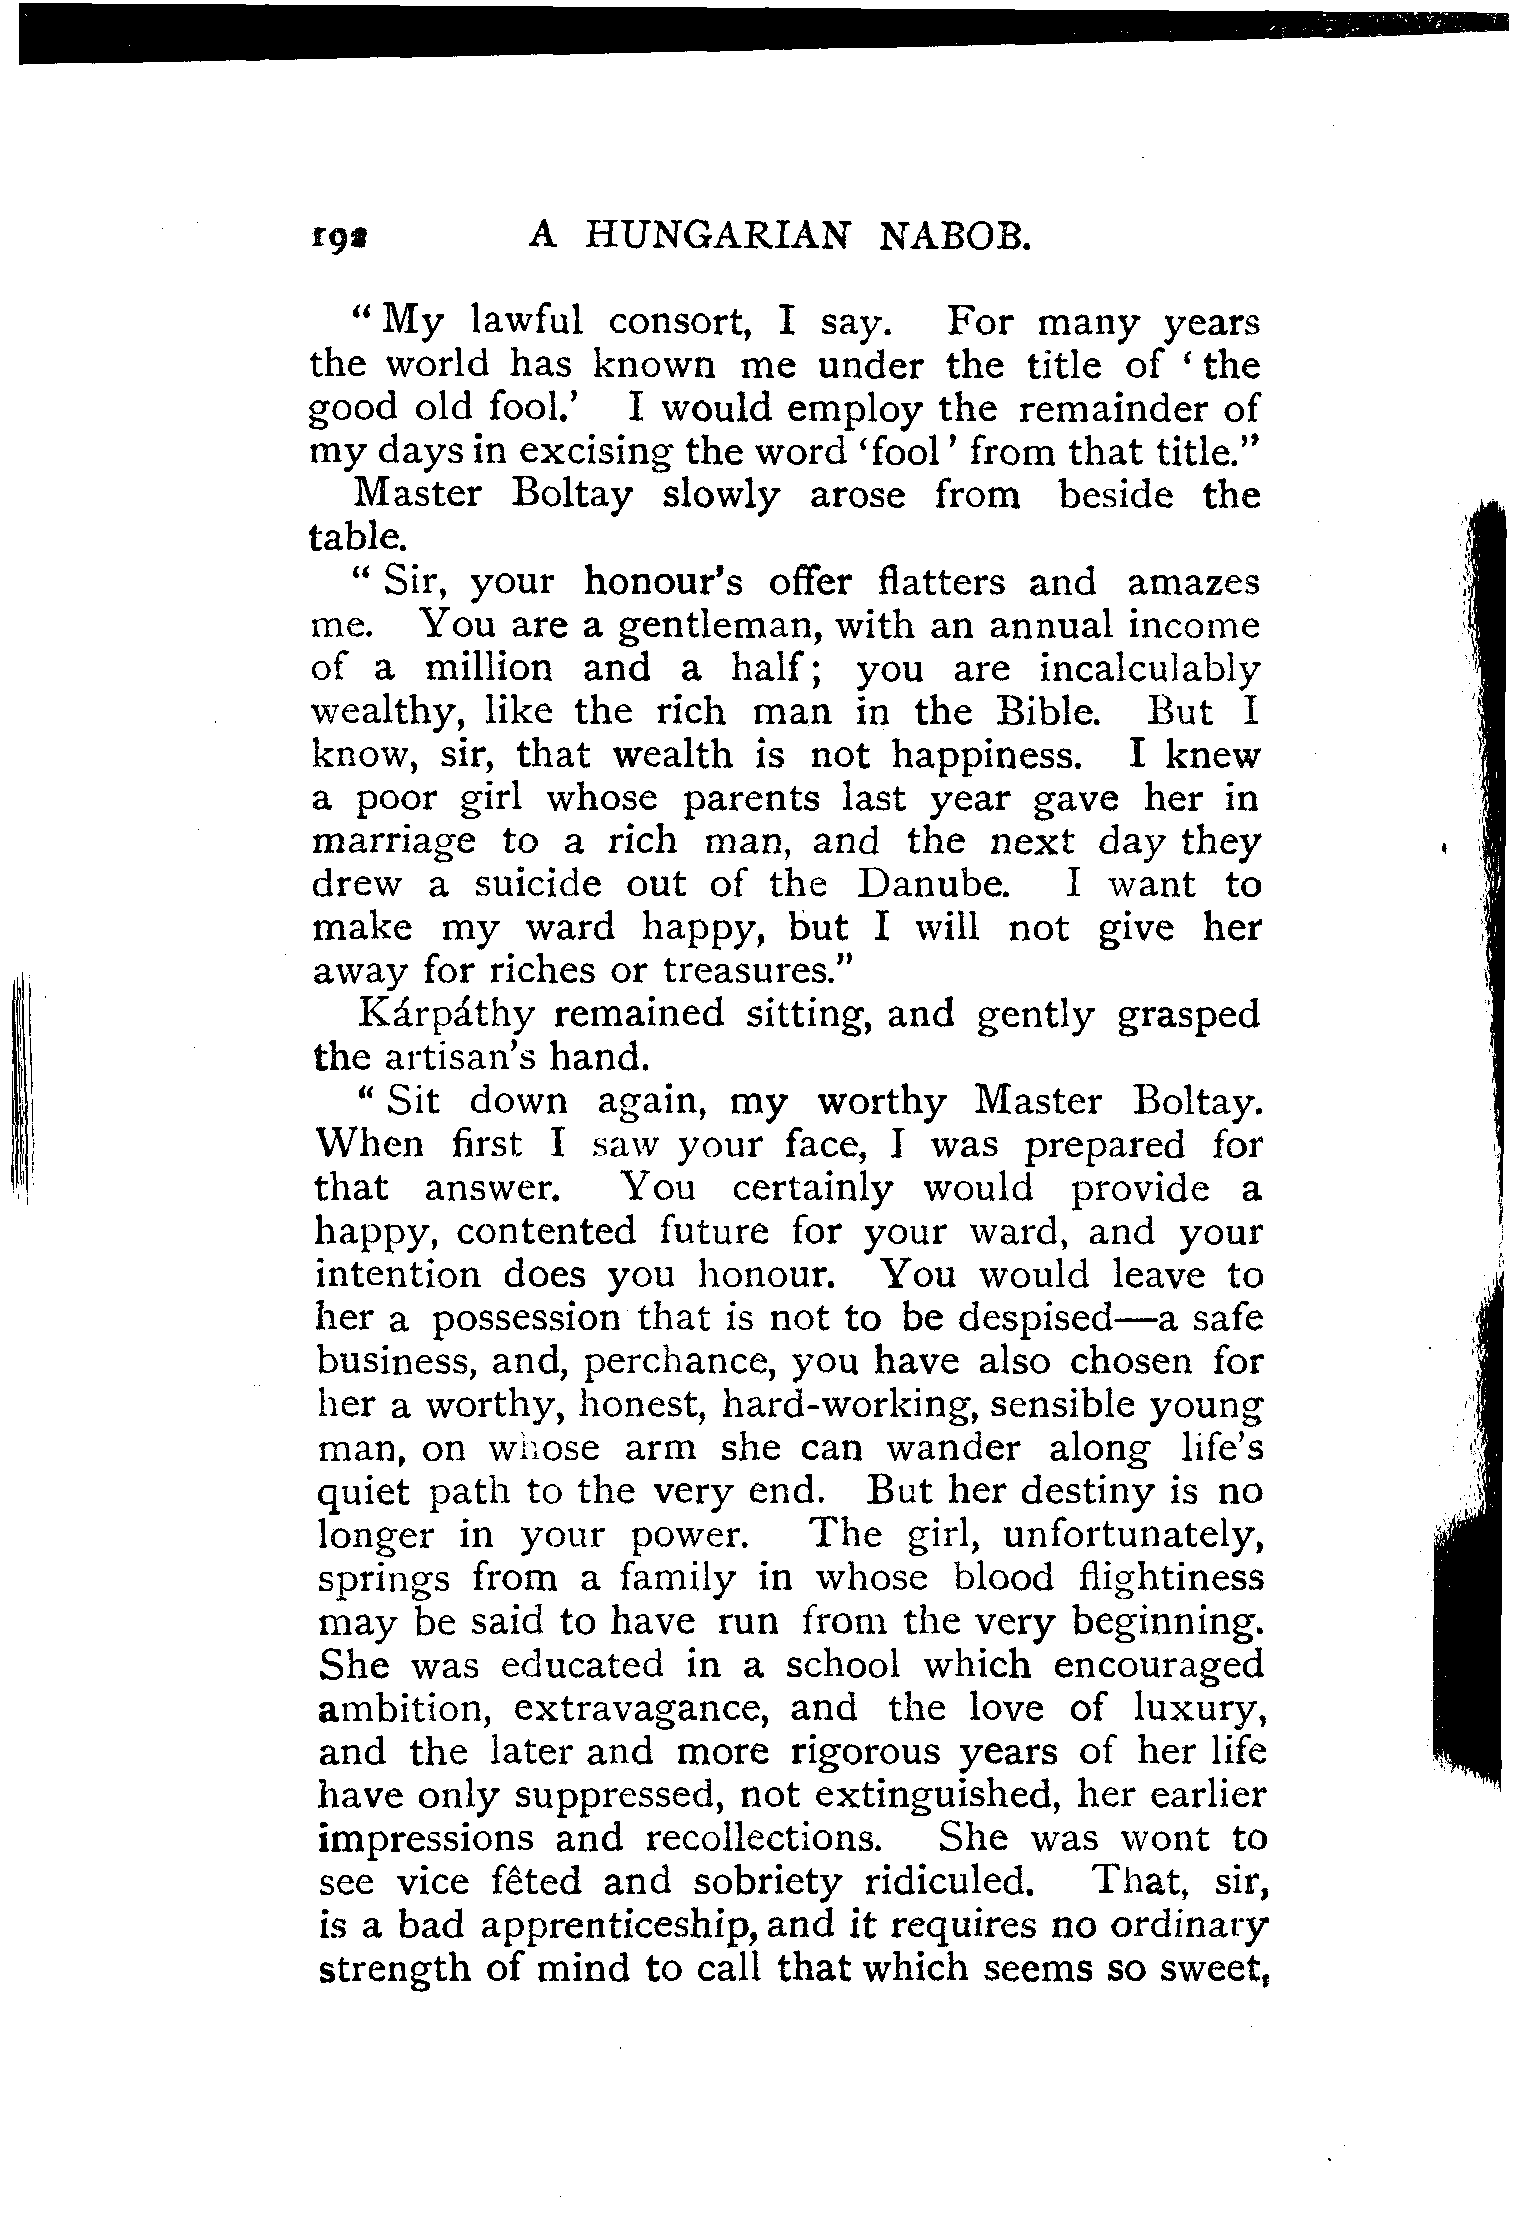 192 A HUNGARIAN NABOB.
“My lawful consort, I say. For many years
the world has known me under the title of ‘the
good old fool.’ I would employ the remainder of
my days in excising the word ‘fool’ from that title.”
Master Boltay slowly arose from beside the
table.
“Sir, your honour’s offer flatters and amazes
me. You are a gentleman, with an annual income
of a million and a half; you are incalculably
wealthy, like the rich man in the Bible. But I
know, sir, that wealth is not happiness. I knew
a poor girl whose parents last year gave her in
marriage to a rich man, and the next day they
drew a suicide out of the Danube. I want to
make my ward happy, but I will not give her
away for riches or treasures.”
Kárpáthy remained sitting, and gently grasped
the artisan’s hand.
“Sit down again, my worthy Master Boltay.
When first I saw your face, I was prepared for
that answer. You certainly would provide a
happy, contented future for your ward, and your
intention does you honour. You would leave to
her a possession that is not to be despised—a safe
business, and, perchance, you have also chosen for
her a worthy, honest, hard-working, sensible young
man, on whose arm she can wander along life’s
quiet path to the very end. But her destiny is no
longer in your power. The girl, unfortunately,
springs from a family in whose blood flightiness
may be said to have run from the very beginning.
She was educated in a school which encouraged
ambition, extravagance, and the love of luxury,
and the later and more rigorous years of her life
have only suppressed, not extinguished, her earlier
impressions and recollections. She was wont to
see vice fêted and sobriety ridiculed. That, sir,
is a bad apprenticeship, and it requires no ordinary
strength of mind to call that which seems so sweet,